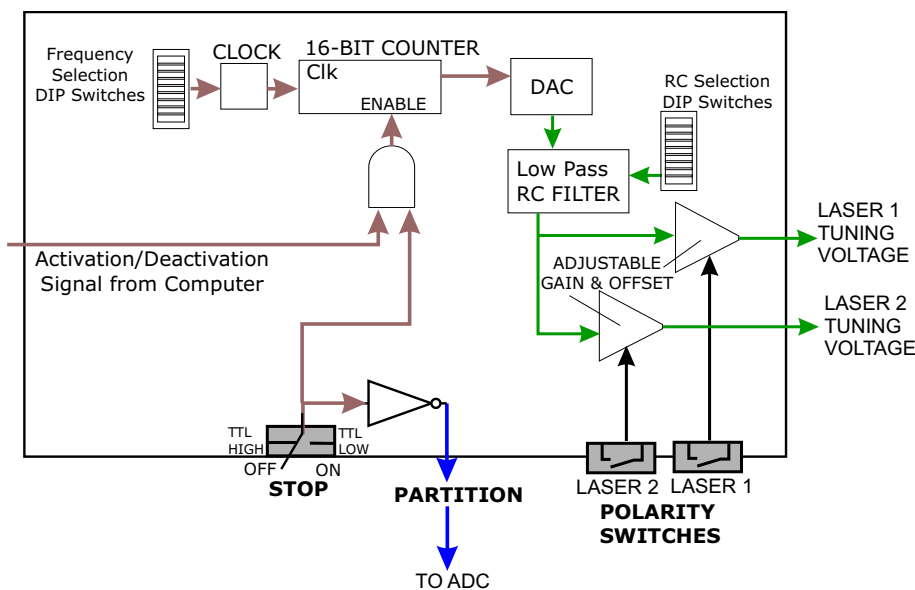 Frequency
Selection
DIP Switches
CLOCK
16-BIT COUNTER
Clk
ENABLE
DAC
RC Selection
DIP Switches
Low Pass
RC FILTER
LASER 1
TUNING
VOLTAGE
Activation/Deactivation
Signal from Computer
ADJUSTABLE
GAIN & OFFSET
LASER 2
TUNING
VOLTAGE
TTL
HIGH
TTL
LOW
OFF
ON
STOP
PARTITION
LASER 2
LASER 1
POLARITY
SWITCHES
TO ADC